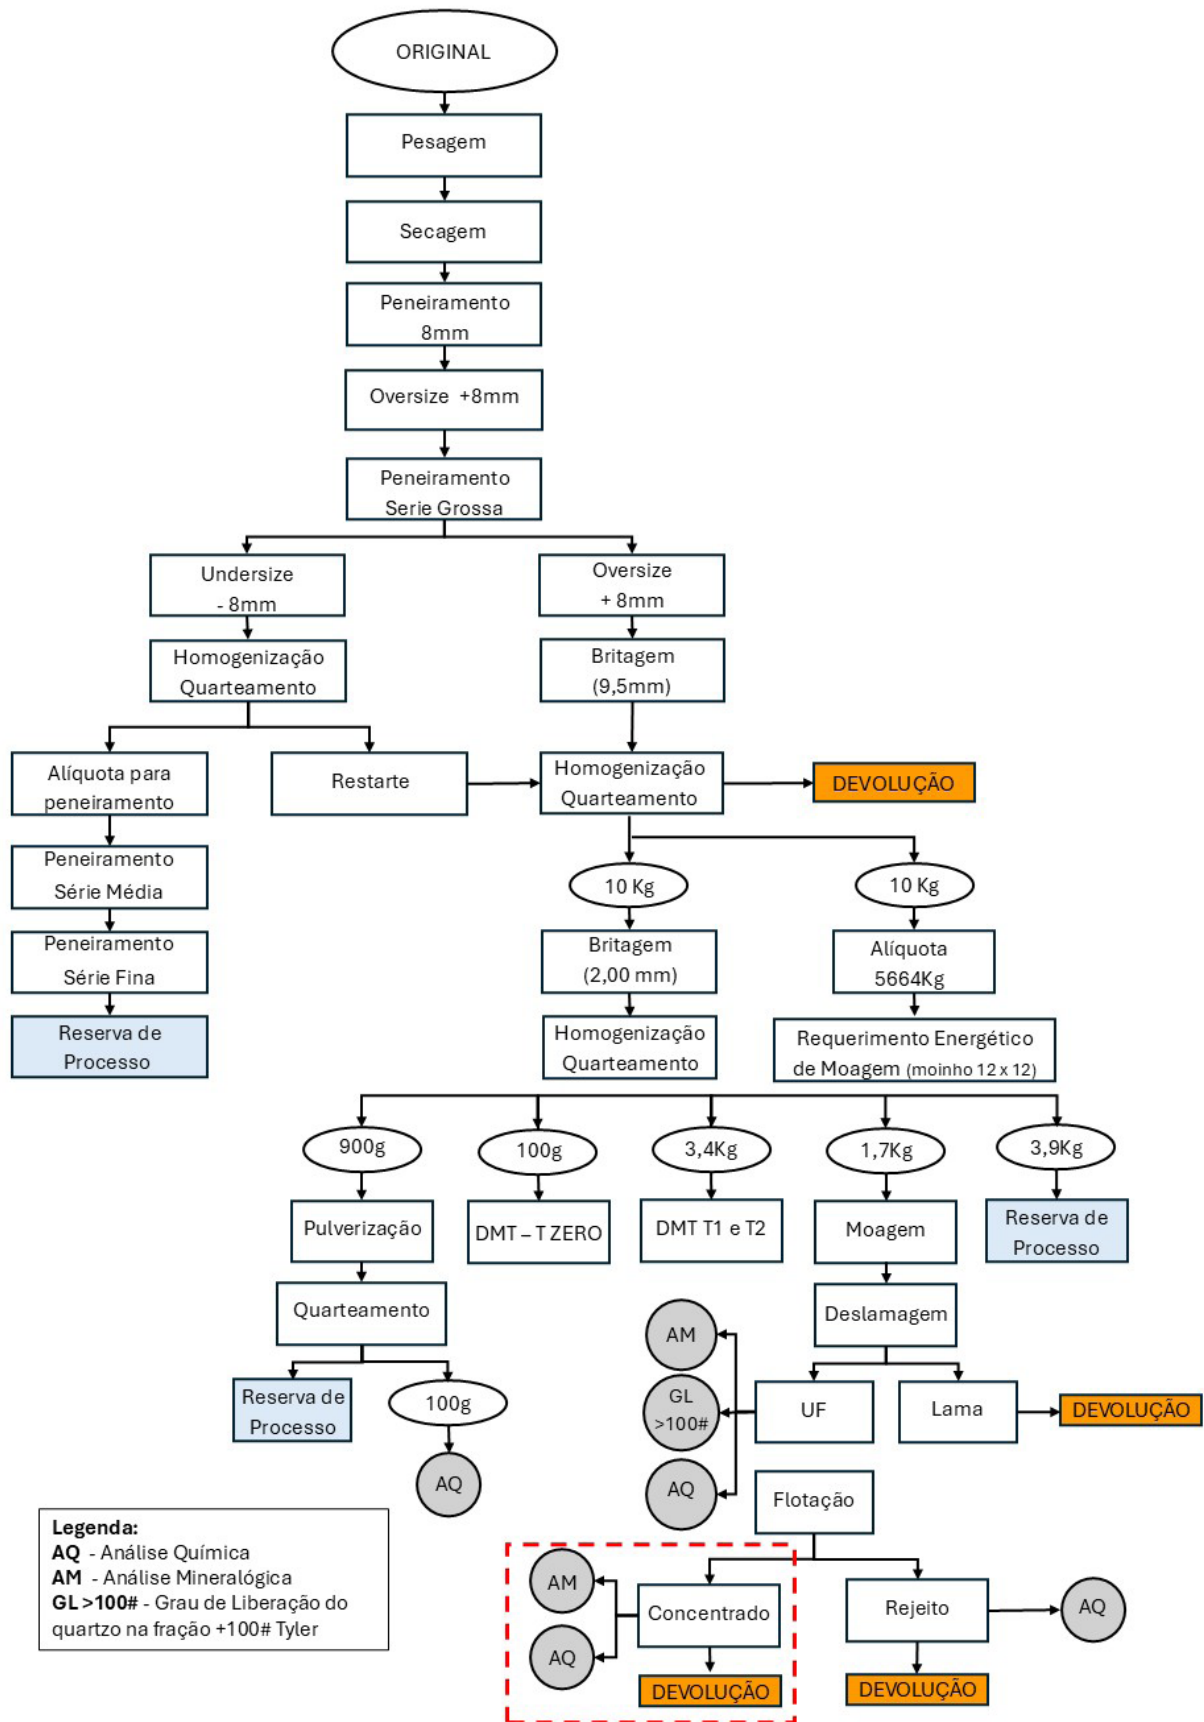 ORIGINAL
Pesagem
Secagem
Peneiramento
8mm
Oversize +8mm
Peneiramento
Serie Grossa
Undersize
- 8mm
Oversize
+ 8mm
Homogenização
Quarteamento
Britagem
(9,5mm)
Alíquota para
peneiramento
Restarte
Homogenização
Quarteamento
DEVOLUÇÃO
Peneiramento
Série Média
10 Kg
10 Kg
Peneiramento
Série Fina
Britagem
(2,00 mm)
Alíquota
5664Kg
Reserva de
Processo
Homogenização
Quarteamento
Requerimento Energético
de Moagem (moinho 12 x 12)
900g
100g
3,4Kg
1,7Kg
3,9Kg
Pulverização
DMT – T ZERO
DMT T1 e T2
Moagem
Reserva de
Processo
Quarteamento
Deslamagem
AM
Reserva de
Processo
100g
GL
>100#
UF
Lama
DEVOLUÇÃO
AQ
AQ
Flotação
Legenda:
AQ - Análise Química
AM - Análise Mineralógica
GL >100# - Grau de Liberação do
quartzo na fração +100# Tyler
AM
Concentrado
Rejeito
AQ
AQ
DEVOLUÇÃO
DEVOLUÇÃO